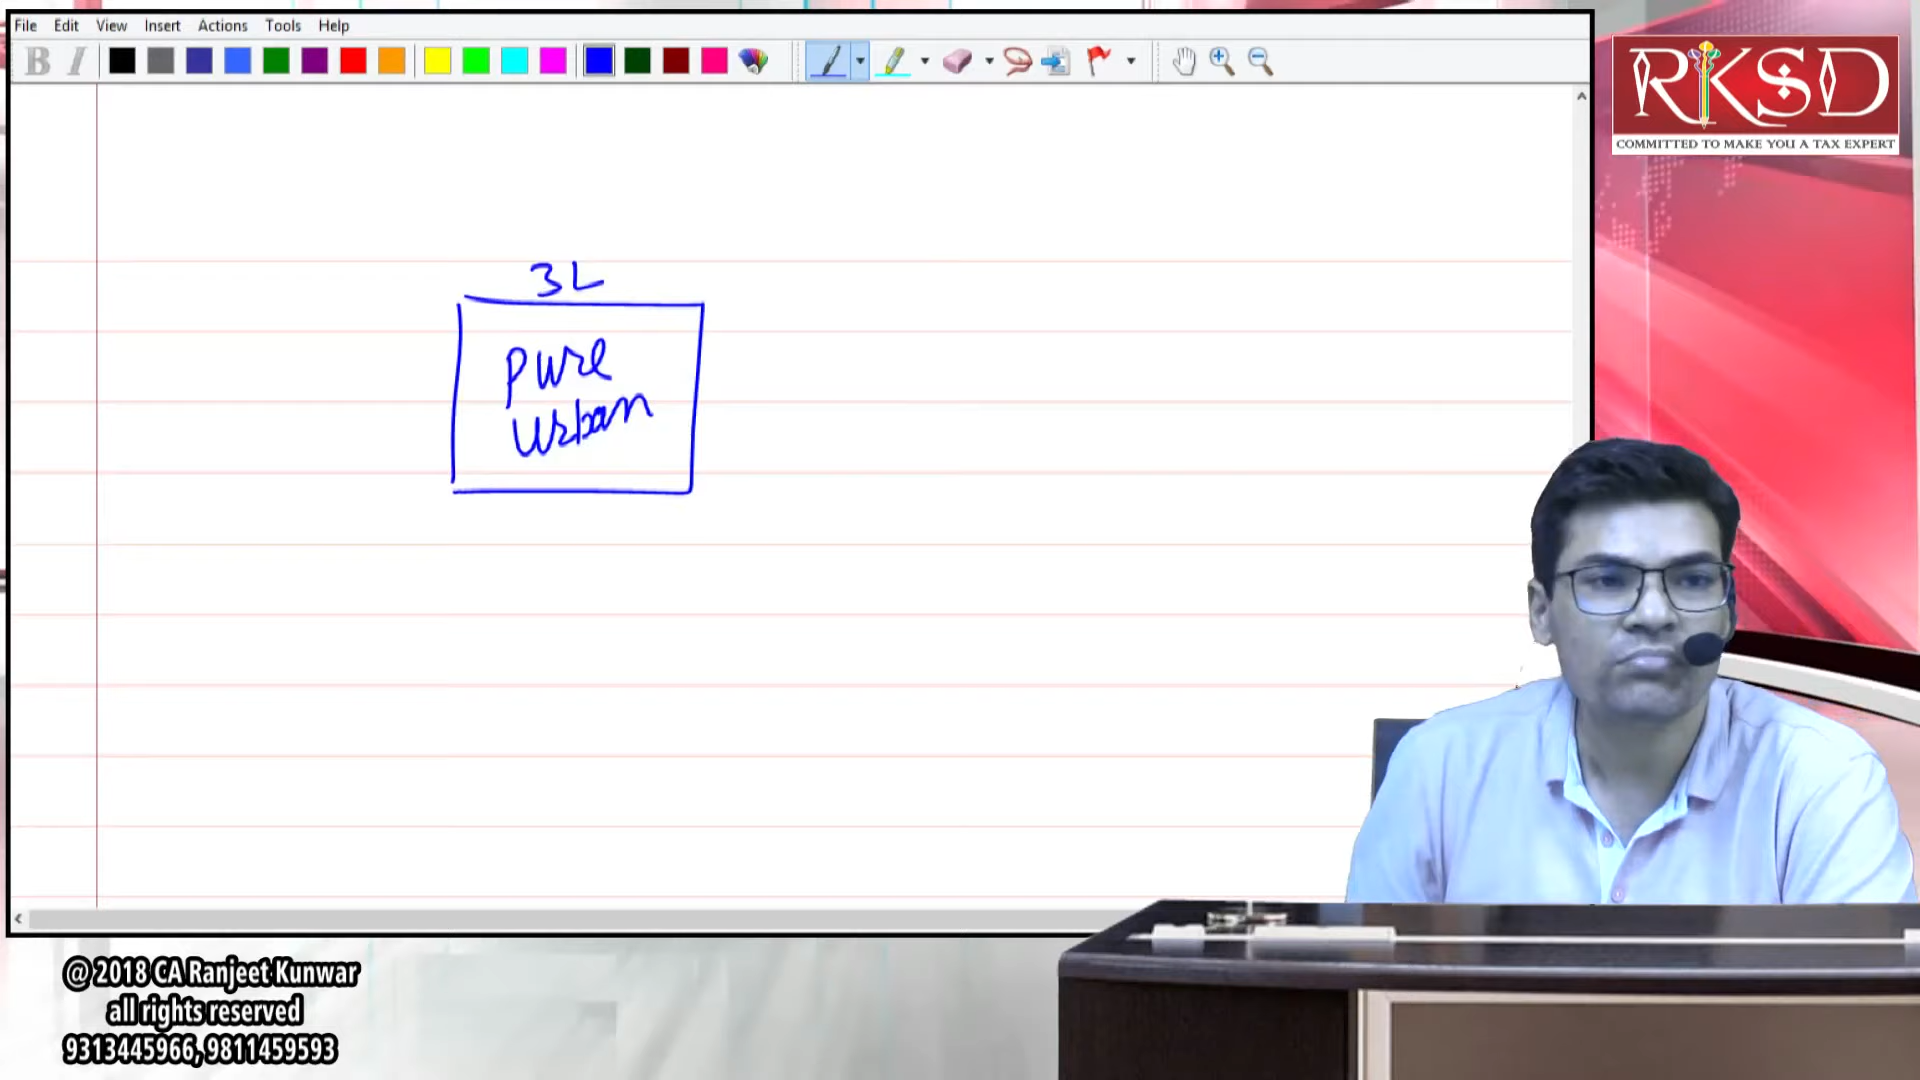 File Edit View Insert Actions Tools Help
B I
RKSD
COMMITTED TO MAKE YOU A TAX EXPERT
3L
pure
urban
@ 2018 CA Ranjeet Kunwar
all rights reserved
9313445966, 9811459593